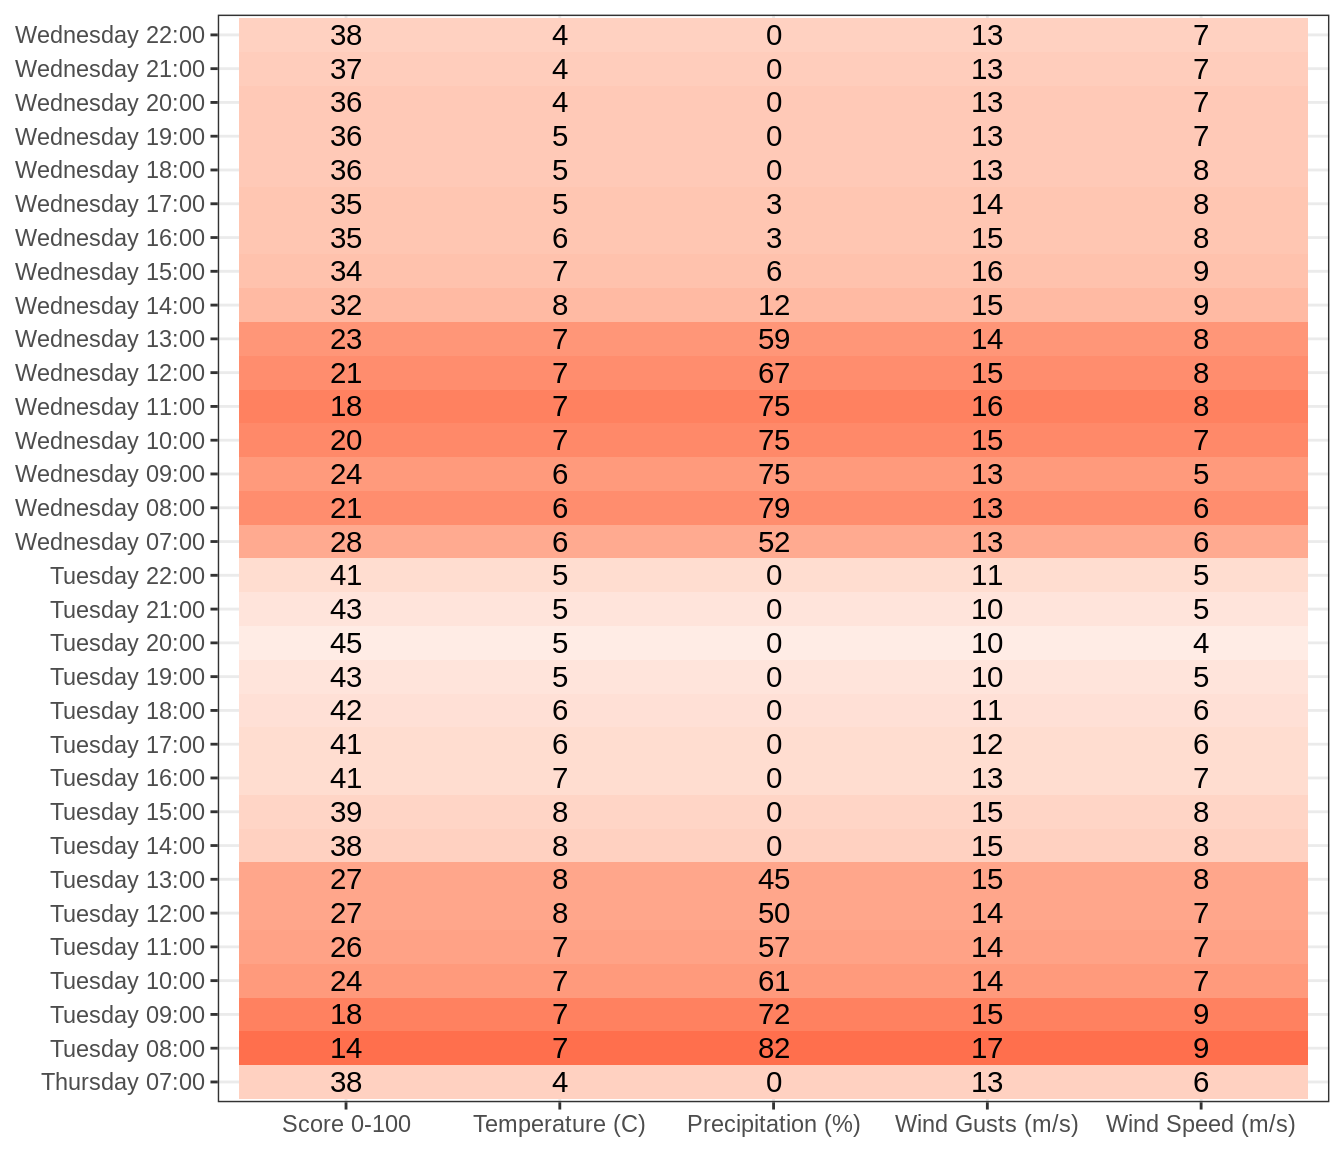 Wednesday 22:00 38 4 0 13 7
Wednesday 21:00 37 4 0 13 7
Wednesday 20:00 36 4 0 13 7
Wednesday 19:00 36 5 0 13 7
Wednesday 18:00 36 5 0 13 8
Wednesday 17:00 35 5 3 14 8
Wednesday 16:00 35 6 3 15 8
Wednesday 15:00 34 7 6 16 9
Wednesday 14:00 32 8 12 15 9
Wednesday 13:00 23 7 59 14 8
Wednesday 12:00 21 7 67 15 8
Wednesday 11:00 18 7 75 16 8
Wednesday 10:00 20 7 75 15 7
Wednesday 09:00 24 6 75 13 5
Wednesday 08:00 21 6 79 13 6
Wednesday 07:00 28 6 52 13 6
Tuesday 22:00 41 5 0 11 5
Tuesday 21:00 43 5 0 10 5
Tuesday 20:00 45 5 0 10 4
Tuesday 19:00 43 5 0 10 5
Tuesday 18:00 42 6 0 11 6
Tuesday 17:00 41 6 0 12 6
Tuesday 16:00 41 7 0 13 7
Tuesday 15:00 39 8 0 15 8
Tuesday 14:00 38 8 0 15 8
Tuesday 13:00 27 8 45 15 8
Tuesday 12:00 27 8 50 14 7
Tuesday 11:00 26 7 57 14 7
Tuesday 10:00 24 7 61 14 7
Tuesday 09:00 18 7 72 15 9
Tuesday 08:00 14 7 82 17 9
Thursday 07:00 38 4 0 13 6
Score 0-100 Temperature (C) Precipitation (%) Wind Gusts (m/s) Wind Speed (m/s)